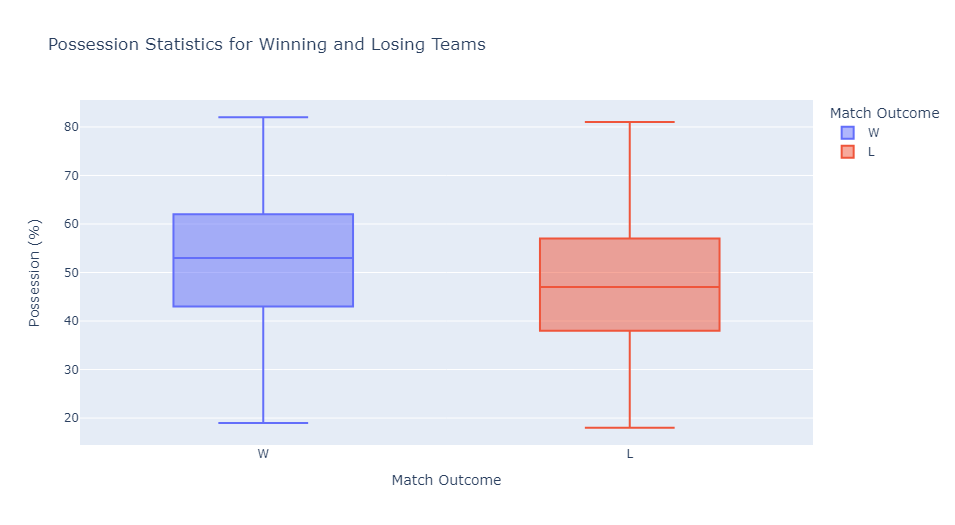 Possession Statistics for Winning and Losing Teams
Match Outcome
W
L
80
70
60
50
40
30
20
Possession (%)
W
L
Match Outcome